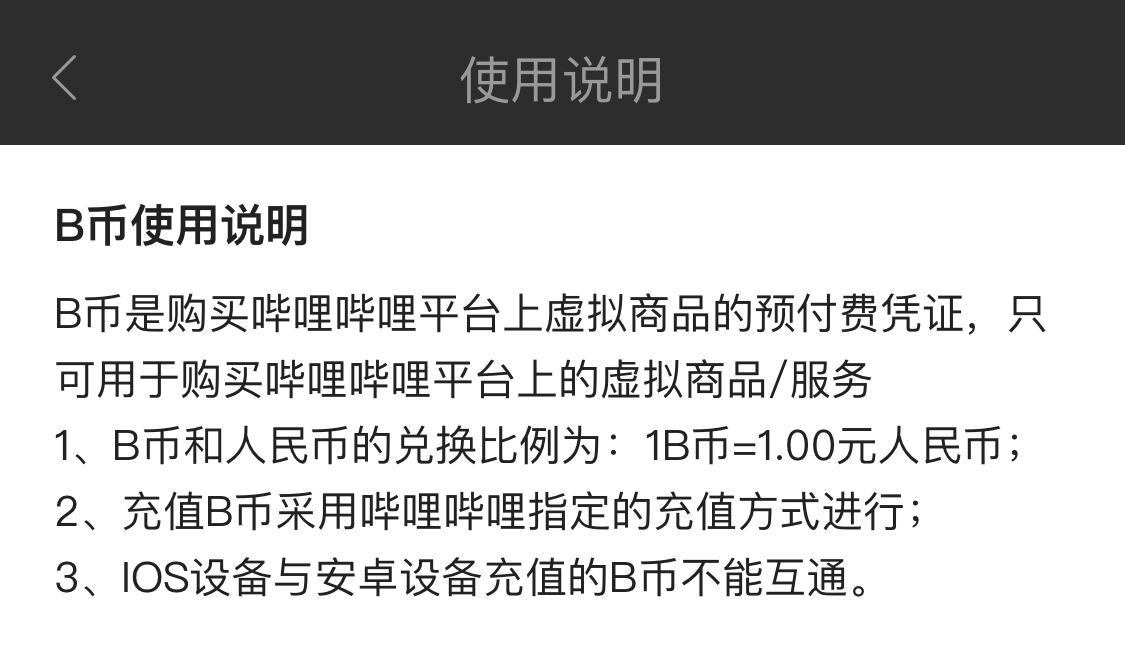 使用说明
B币使用说明
B币是购买哔哩哔哩平台上虚拟商品的预付费凭证，只
可用于购买哔哩哔哩平台上的虚拟商品/服务
1、B币和人民币的兑换比例为：1B币=1.00元人民币；
2、充值B币采用哔哩哔哩指定的充值方式进行；
3、IOS设备与安卓设备充值的B币不能互通。